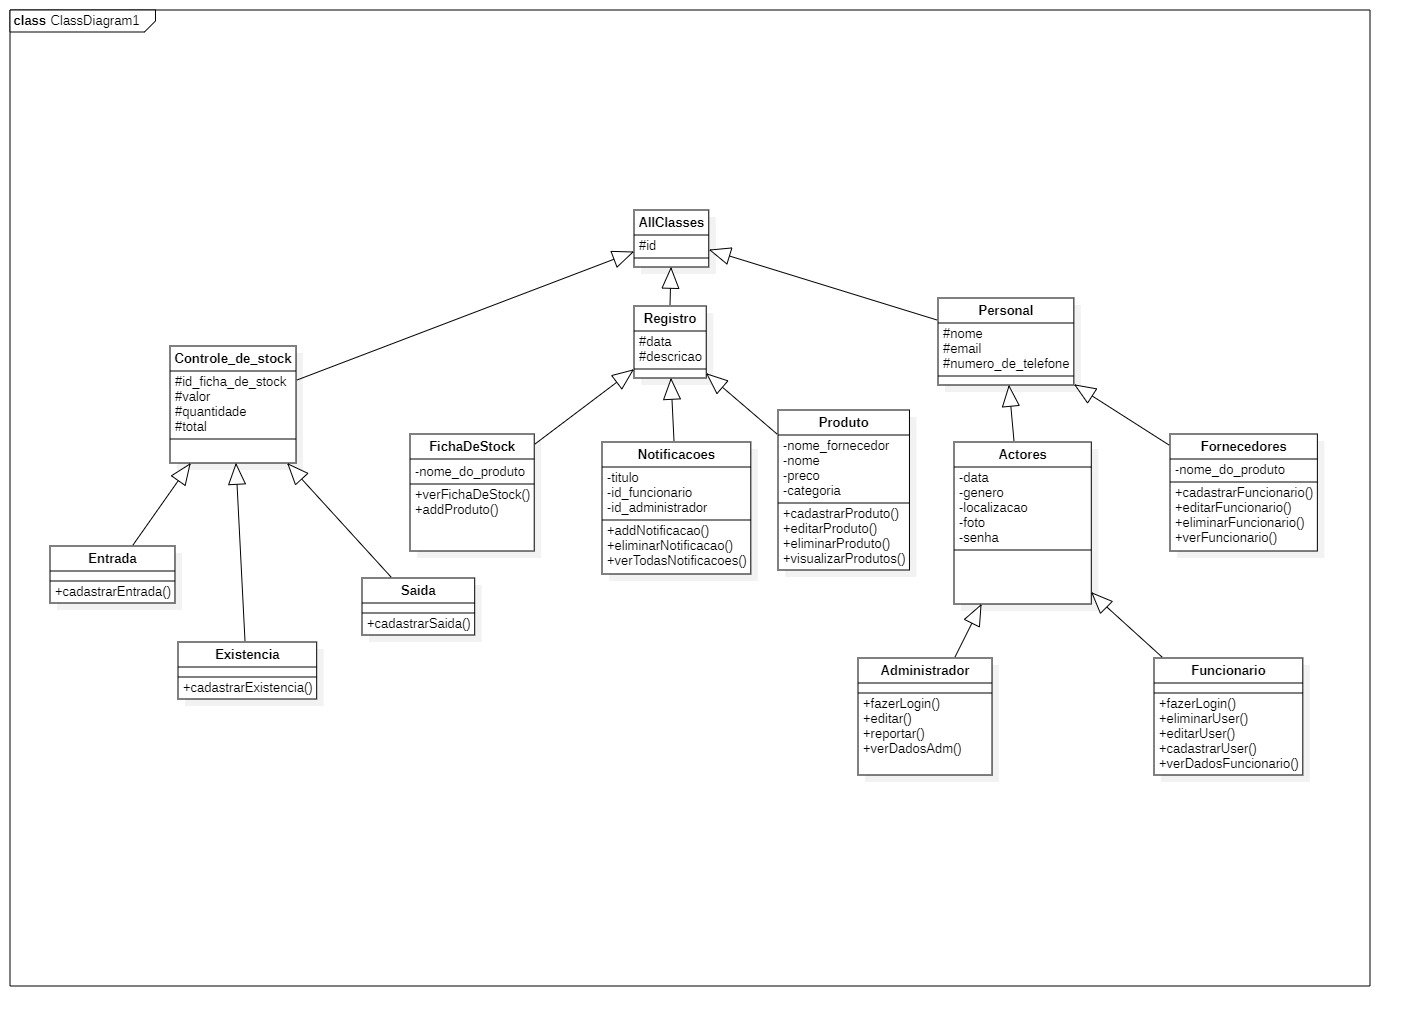 class ClassDiagram1
AllClasses
#id
Registro
#data
#descricao
Personal
#nome
#email
#numero_de_telefone
Controle_de_stock
#id_ficha_de_stock
#valor
#quantidade
#total
FichaDeStock
-nome_do_produto
+verFichaDeStock()
+addProduto()
Notificacoes
-titulo
-id_funcionario
-id_administrador
+addNotificacao()
+eliminarNotificacao()
+verTodasNotificacoes()
Produto
-nome_fornecedor
-nome
-preco
-categoria
+cadastrarProduto()
+editarProduto()
+eliminarProduto()
+visualizarProdutos()
Actores
-data
-genero
-localizacao
-foto
-senha
Fornecedores
-nome_do_produto
+cadastrarFuncionario()
+editarFuncionario()
+eliminarFuncionario()
+verFuncionario()
Entrada
+cadastrarEntrada()
Existencia
+cadastrarExistencia()
Saida
+cadastrarSaida()
Administrador
+fazerLogin()
+editar()
+reportar()
+verDadosAdm()
Funcionario
+fazerLogin()
+eliminarUser()
+editarUser()
+cadastrarUser()
+verDadosFuncionario()